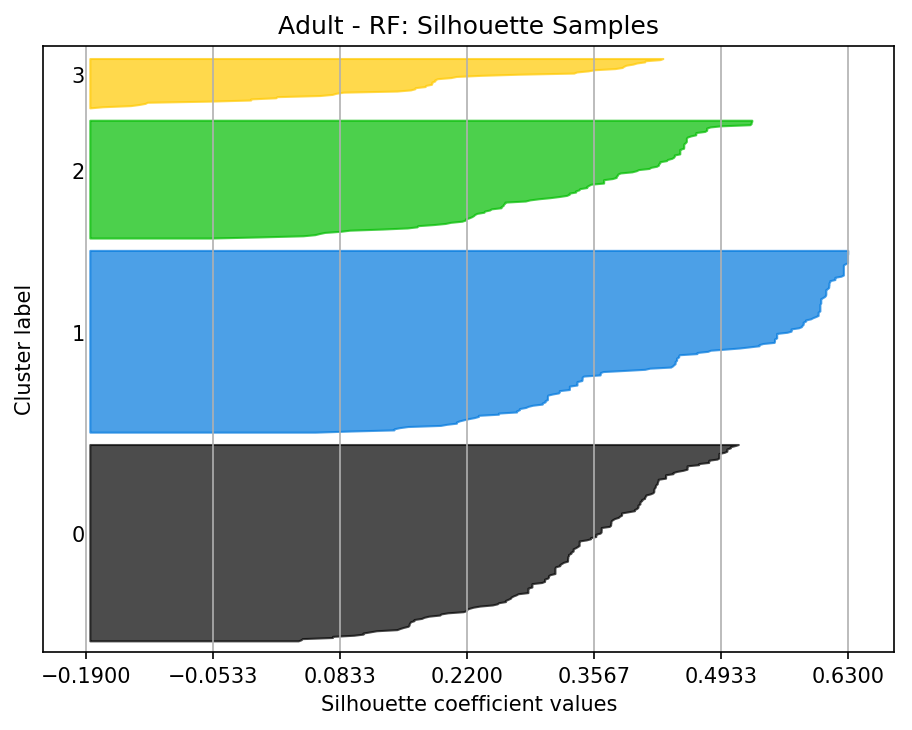 Adult - RF: Silhouette Samples
3
2
1
0
Cluster label
−0.1900 −0.0533 0.0833 0.2200 0.3567 0.4933 0.6300
Silhouette coefficient values